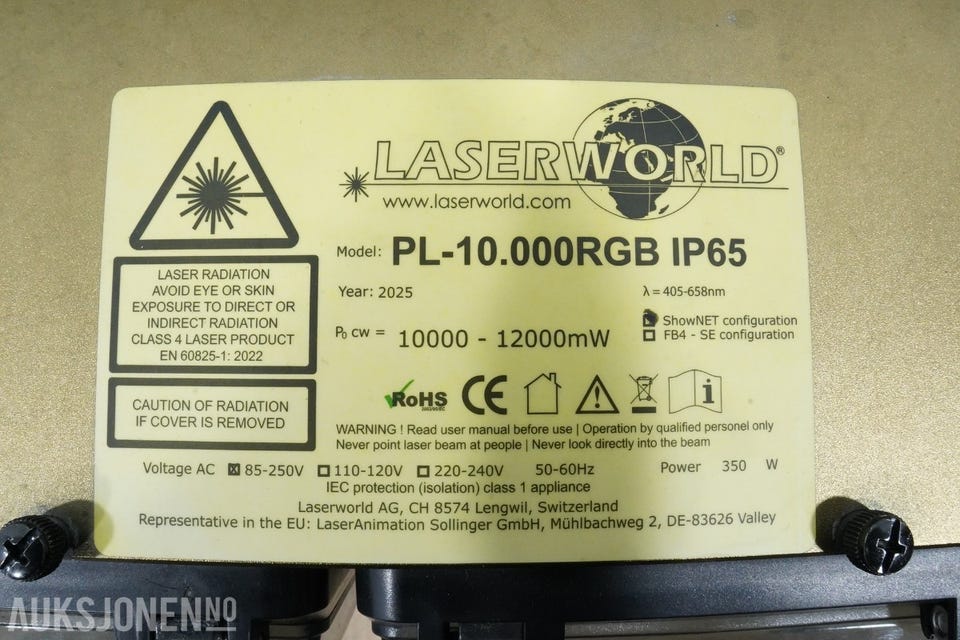 LASERWORLD®
www.laserworld.com
Model: PL-10.000RGB IP65
Year: 2025
λ = 405-658nm
P₀ cw = 10000 - 12000mW
ShowNET configuration
FB4 - SE configuration
LASER RADIATION
AVOID EYE OR SKIN
EXPOSURE TO DIRECT OR
INDIRECT RADIATION
CLASS 4 LASER PRODUCT
EN 60825-1: 2022
CAUTION OF RADIATION
IF COVER IS REMOVED
RoHS
2002/95/EC
CE
i
WARNING ! Read user manual before use | Operation by qualified personel only
Never point laser beam at people | Never look directly into the beam
Voltage AC ☒ 85-250V ☐ 110-120V ☐ 220-240V 50-60Hz Power 350 W
IEC protection (isolation) class 1 appliance
Laserworld AG, CH 8574 Lengwil, Switzerland
Representative in the EU: LaserAnimation Sollinger GmbH, Mühlbachweg 2, DE-83626 Valley
AUKSJONEN.NO